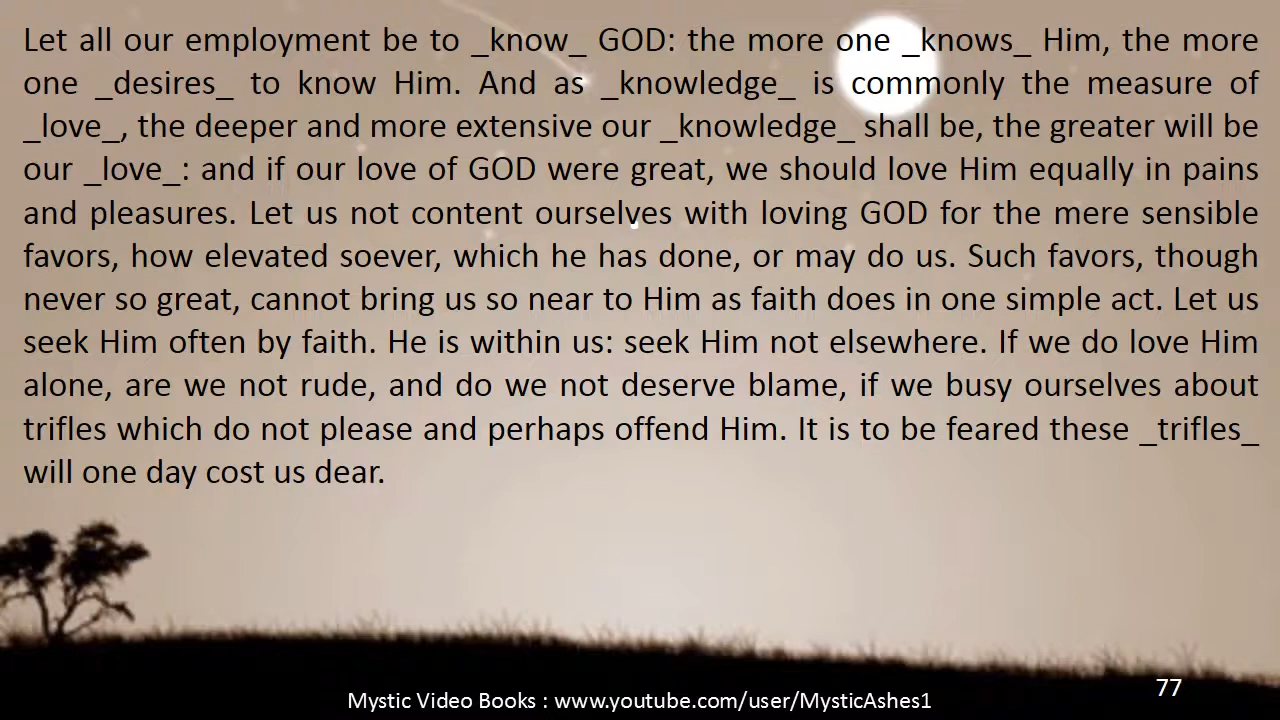 Let all our employment be to _know_ GOD: the more one _knows_ Him, the more
one _desires_ to know Him. And as _knowledge_ is commonly the measure of
_love_, the deeper and more extensive our _knowledge_ shall be, the greater will be
our _love_: and if our love of GOD were great, we should love Him equally in pains
and pleasures. Let us not content ourselves with loving GOD for the mere sensible
favors, how elevated soever, which he has done, or may do us. Such favors, though
never so great, cannot bring us so near to Him as faith does in one simple act. Let us
seek Him often by faith. He is within us: seek Him not elsewhere. If we do love Him
alone, are we not rude, and do we not deserve blame, if we busy ourselves about
trifles which do not please and perhaps offend Him. It is to be feared these _trifles_
will one day cost us dear.
77
Mystic Video Books : www.youtube.com/user/MysticAshes1